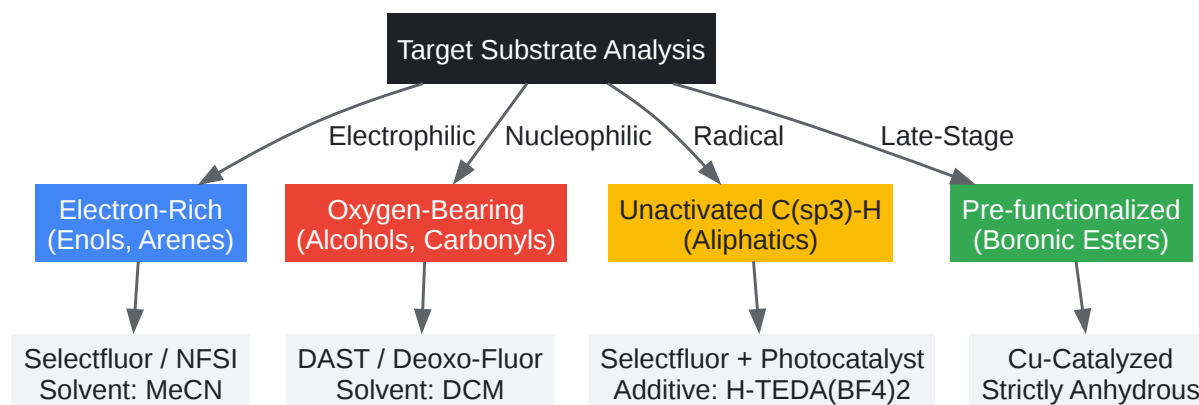 Target Substrate Analysis
Electrophilic
Nucleophilic
Radical
Late-Stage
Electron-Rich
(Enols, Arenes)
Oxygen-Bearing
(Alcohols, Carbonyls)
Unactivated C(sp3)-H
(Aliphatics)
Pre-functionalized
(Boronic Esters)
Selectfluor / NFSI
Solvent: MeCN
DAST / Deoxo-Fluor
Solvent: DCM
Selectfluor + Photocatalyst
Additive: H-TEDA(BF4)2
Cu-Catalyzed
Strictly Anhydrous